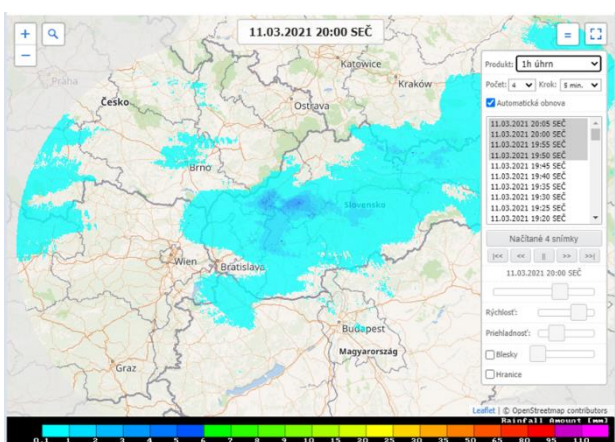 +
−
11.03.2021 20:00 SEČ
=
Praha
Česko
Katowice
Kraków
Ostrava
Brno
Slovensko
Wien
Bratislava
Budapest
Magyarország
Graz
Produkt: 1h úhrn
Počet: 4 Krok: 5 min.
Automatická obnova
11.03.2021 20:05 SEČ
11.03.2021 20:00 SEČ
11.03.2021 19:55 SEČ
11.03.2021 19:50 SEČ
11.03.2021 19:45 SEČ
11.03.2021 19:40 SEČ
11.03.2021 19:35 SEČ
11.03.2021 19:30 SEČ
11.03.2021 19:25 SEČ
11.03.2021 19:20 SEČ
Načítané 4 snímky
|<< << || >> >>|
11.03.2021 20:00 SEČ
Rýchlosť:
Priehladnosť:
Blesky
Hranice
Leaflet | © OpenStreetmap contributors
Rainfall Amount [mm]
0.1 1 2 3 4 5 6 7 8 9 10 15 20 25 30 35 50 65 80 95 110